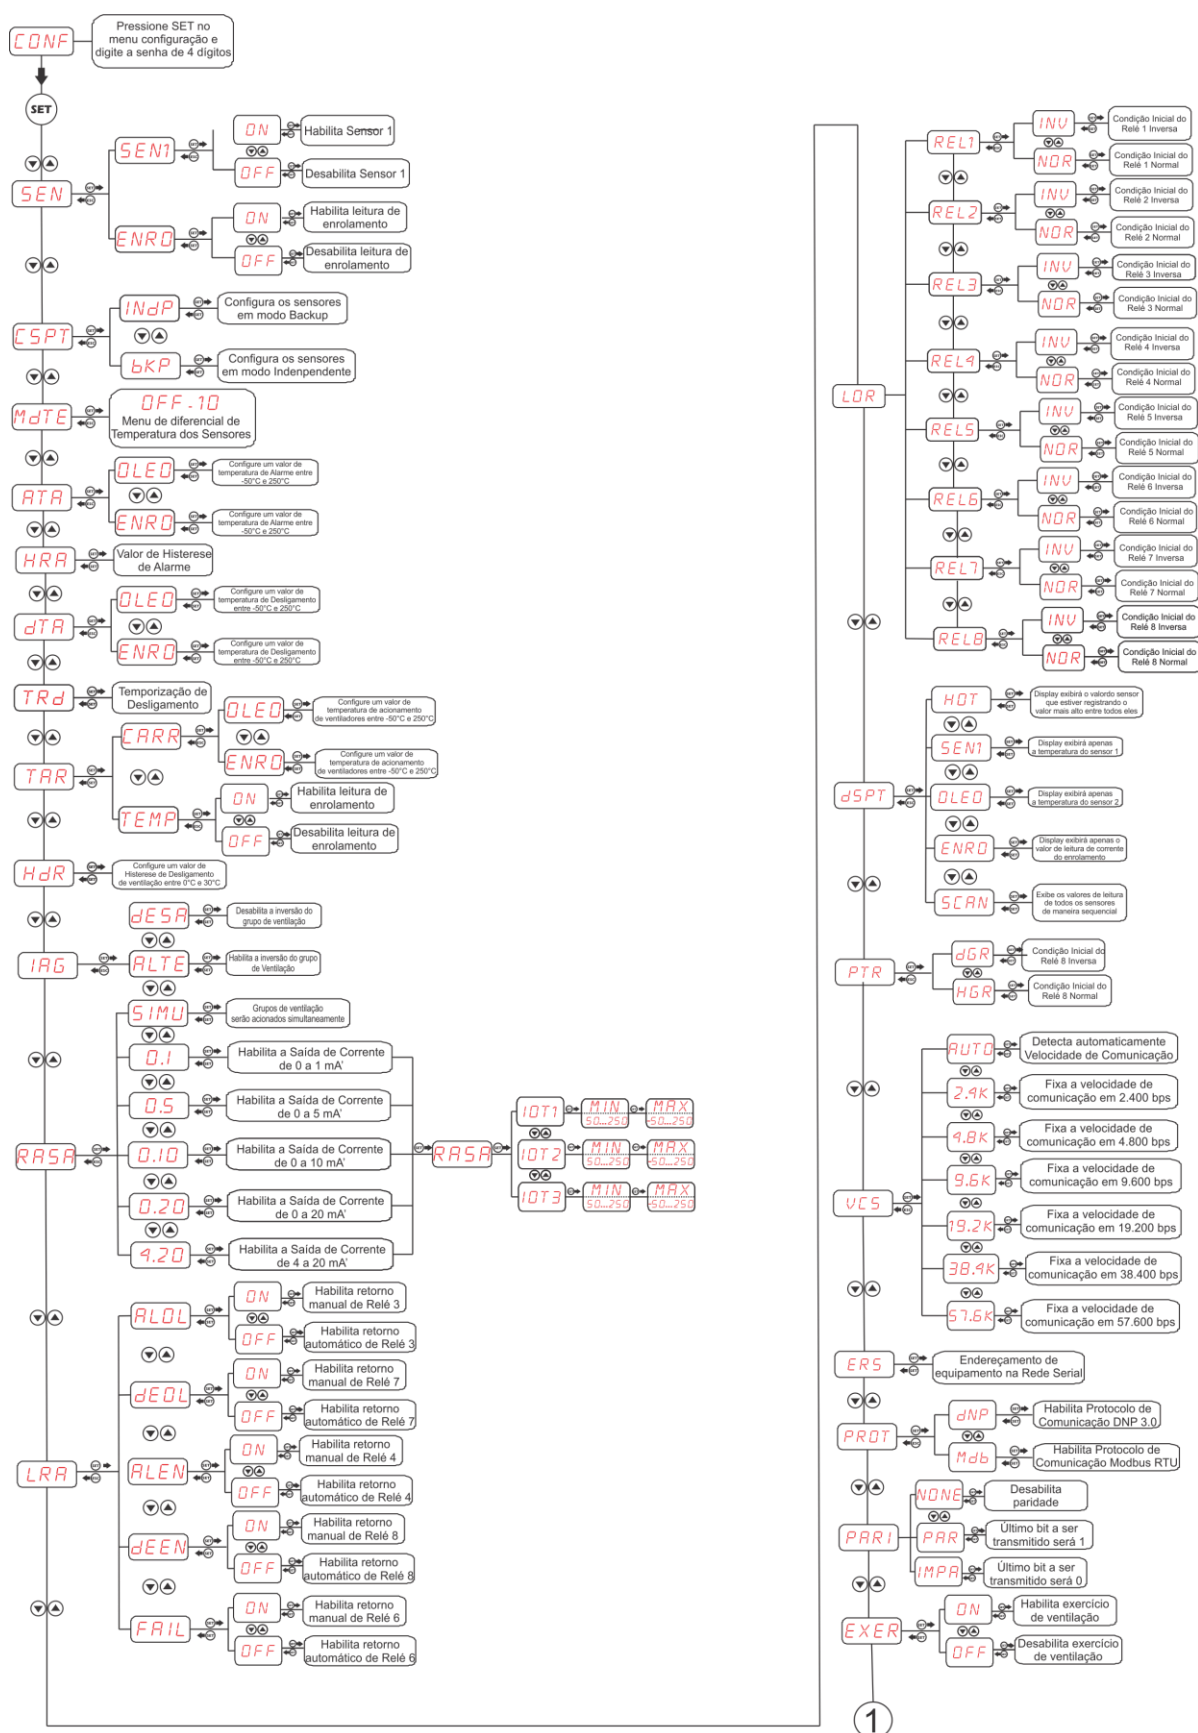 CONF
Pressione SET no
menu configuração e
digite a senha de 4 dígitos
SET
SEN
SEN1
ON
Habilita Sensor 1
OFF
Desabilita Sensor 1
ENRO
ON
Habilita leitura de
enrolamento
OFF
Desabilita leitura de
enrolamento
CSPT
INdP
Configura os sensores
em modo Backup
bKP
Configura os sensores
em modo Indenpendente
MdTE
OFF-10
Menu de diferencial de
Temperatura dos Sensores
ATA
OLEO
Configure um valor de
temperatura de Alarme entre
-50°C e 250°C
ENRO
Configure um valor de
temperatura de Alarme entre
-50°C e 250°C
HRA
Valor de Histerese
de Alarme
dTA
OLEO
Configure um valor de
temperatura de Desligamento
entre -50°C e 250°C
ENRO
Configure um valor de
temperatura de Desligamento
entre -50°C e 250°C
TRd
Temporização de
Desligamento
TAR
CARR
OLEO
Configure um valor de
temperatura de acionamento
de ventiladores entre -50°C e 250°C
ENRO
Configure um valor de
temperatura de acionamento
de ventiladores entre -50°C e 250°C
TEMP
ON
Habilita leitura de
enrolamento
OFF
Desabilita leitura de
enrolamento
HdR
Configure um valor de
Histerese de Desligamento
de ventilação entre 0°C e 30°C
IAG
dESA
Desabilita a inversão do
grupo de ventilação
ALTE
Habilita a inversão do grupo
de Ventilação
SIMU
Grupos de ventilação
serão acionados simultaneamente
RASA
0.1
Habilita a Saída de Corrente
de 0 a 1 mA'
0.5
Habilita a Saída de Corrente
de 0 a 5 mA'
0.10
Habilita a Saída de Corrente
de 0 a 10 mA'
0.20
Habilita a Saída de Corrente
de 0 a 20 mA'
4.20
Habilita a Saída de Corrente
de 4 a 20 mA'
RASA
IOT1
MIN
50...250
MAX
-50...250
IOT2
MIN
50...250
MAX
-50...250
IOT3
MIN
50...250
MAX
-50...250
LRA
ALOL
ON
Habilita retorno
manual de Relé 3
OFF
Habilita retorno
automático de Relé 3
dEOL
ON
Habilita retorno
manual de Relé 7
OFF
Habilita retorno
automático de Relé 7
ALEN
ON
Habilita retorno
manual de Relé 4
OFF
Habilita retorno
automático de Relé 4
dEEN
ON
Habilita retorno
manual de Relé 8
OFF
Habilita retorno
automático de Relé 8
FAIL
ON
Habilita retorno
manual de Relé 6
OFF
Habilita retorno
automático de Relé 6
LOR
REL1
INV
Condição Inicial do
Relé 1 Inversa
NOR
Condição Inicial do
Relé 1 Normal
REL2
INV
Condição Inicial do
Relé 2 Inversa
NOR
Condição Inicial do
Relé 2 Normal
REL3
INV
Condição Inicial do
Relé 3 Inversa
NOR
Condição Inicial do
Relé 3 Normal
REL4
INV
Condição Inicial do
Relé 4 Inversa
NOR
Condição Inicial do
Relé 4 Normal
REL5
INV
Condição Inicial do
Relé 5 Inversa
NOR
Condição Inicial do
Relé 5 Normal
REL6
INV
Condição Inicial do
Relé 6 Inversa
NOR
Condição Inicial do
Relé 6 Normal
REL7
INV
Condição Inicial do
Relé 7 Inversa
NOR
Condição Inicial do
Relé 7 Normal
REL8
INV
Condição Inicial do
Relé 8 Inversa
NOR
Condição Inicial do
Relé 8 Normal
dSPT
HOT
Display exibirá o valordo sensor
que estiver registrando o
valor mais alto entre todos eles
SEN1
Display exibirá apenas
a temperatura do sensor 1
OLEO
Display exibirá apenas
a temperatura do sensor 2
ENRO
Display exibirá apenas o
valor de leitura de corrente
do enrolamento
SCAN
Exibe os valores de leitura
de todos os sensores
de maneira sequencial
PTR
dGR
Condição Inicial do
Relé 8 Inversa
HGR
Condição Inicial do
Relé 8 Normal
VCS
AUTO
Detecta automaticamente
Velocidade de Comunicação
2.4K
Fixa a velocidade de
comunicação em 2.400 bps
4.8K
Fixa a velocidade de
comunicação em 4.800 bps
9.6K
Fixa a velocidade de
comunicação em 9.600 bps
19.2K
Fixa a velocidade de
comunicação em 19.200 bps
38.4K
Fixa a velocidade de
comunicação em 38.400 bps
57.6K
Fixa a velocidade de
comunicação em 57.600 bps
ERS
Endereçamento de
equipamento na Rede Serial
PROT
dNP
Habilita Protocolo de
Comunicação DNP 3.0
Mdb
Habilita Protocolo de
Comunicação Modbus RTU
PARI
NONE
Desabilita
paridade
PAR
Último bit a ser
transmitido será 1
IMPA
Último bit a ser
transmitido será 0
EXER
ON
Habilita exercício
de ventilação
OFF
Desabilita exercício
de ventilação
1